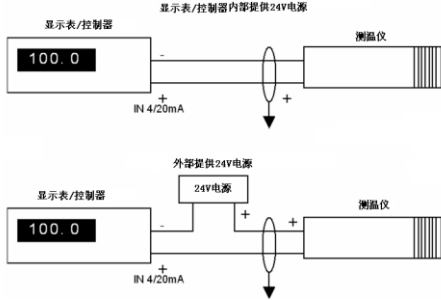 显示表/控制器内部提供24V电源
显示表/控制器
测温仪
100.0
-
+
+
IN 4/20mA
外部提供24V电源
显示表/控制器
24V电源
测温仪
100.0
-
+
+
+
IN 4/20mA